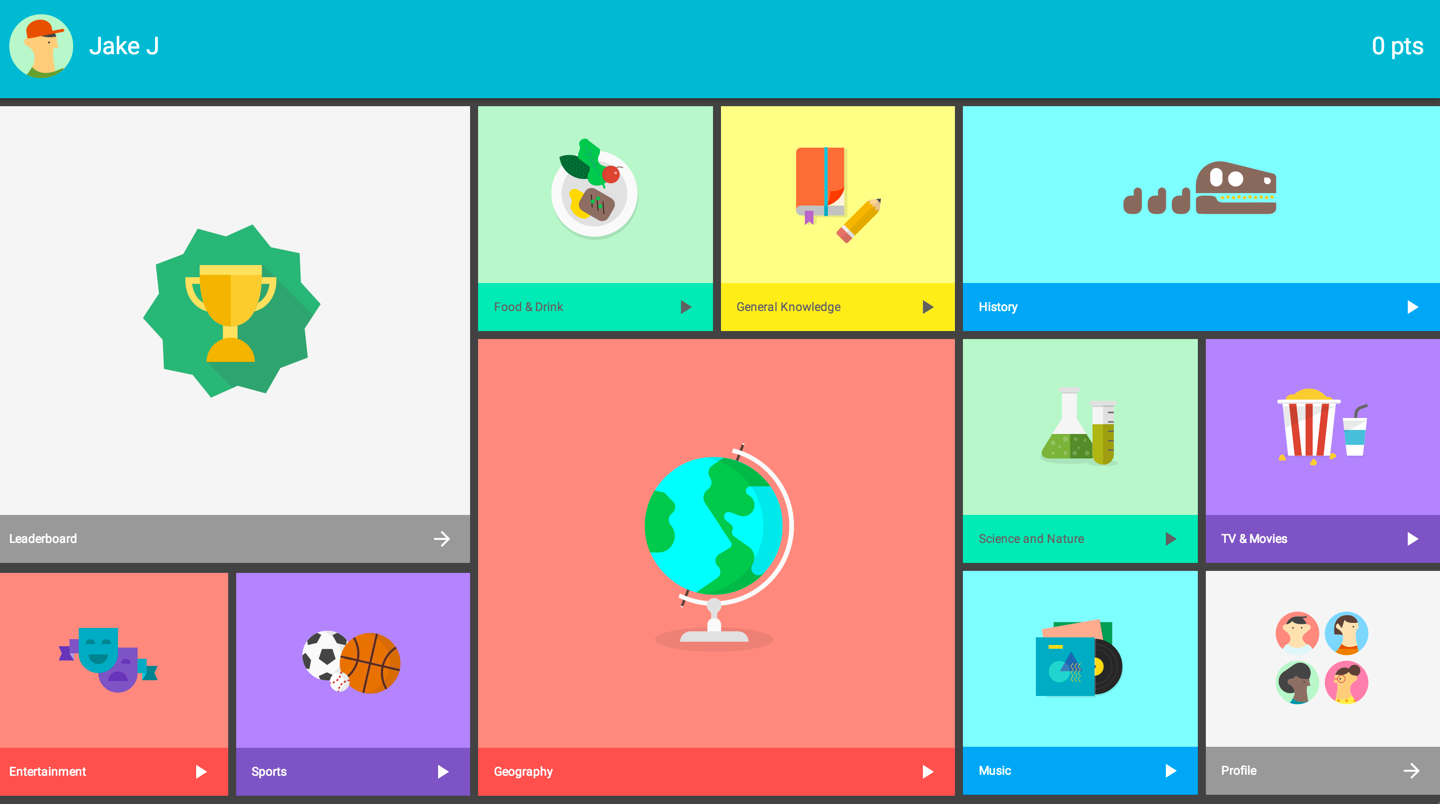 Jake J
0 pts
Food & Drink
General Knowledge
History
Leaderboard
Science and Nature
TV & Movies
Entertainment
Sports
Geography
Music
Profile